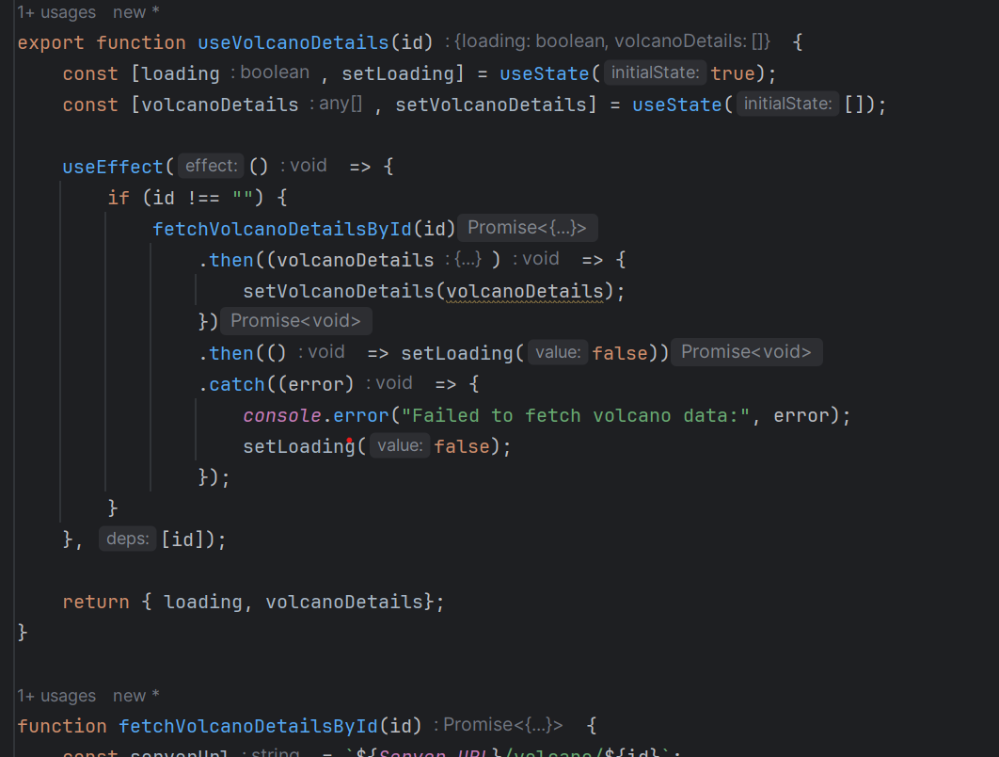 1+ usages new *
export function useVolcanoDetails(id) : {loading: boolean, volcanoDetails: []} {
const [loading : boolean , setLoading] = useState( initialState: true);
const [volcanoDetails : any[] , setVolcanoDetails] = useState( initialState: []);
useEffect( effect: () : void => {
if (id !== "") {
fetchVolcanoDetailsById(id) Promise<{...}>
.then((volcanoDetails : {...} ) : void => {
setVolcanoDetails(volcanoDetails);
}) Promise<void>
.then(() : void => setLoading( value: false)) Promise<void>
.catch((error) : void => {
console.error("Failed to fetch volcano data:", error);
setLoading( value: false);
});
}
}, deps: [id]);
return { loading, volcanoDetails};
}
1+ usages new *
function fetchVolcanoDetailsById(id) : Promise<{...}> {
const serverUrl : string = `${Server_URL}/volcano/${id}`;